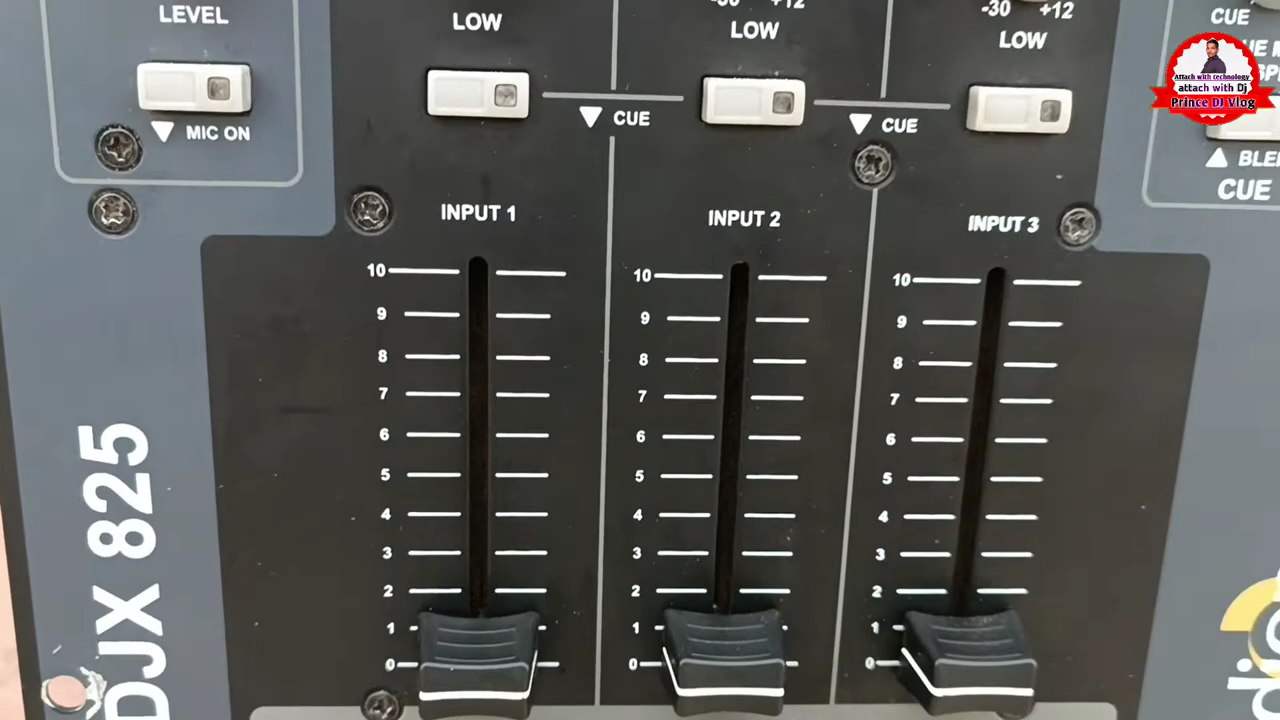 LEVEL
MIC ON
LOW
-30 +12
LOW
-30 +12
LOW
CUE
CUE
CUE
CUE
INPUT 1
INPUT 2
INPUT 3
10
9
8
7
6
5
4
3
2
1
0
10
9
8
7
6
5
4
3
2
1
0
10
9
8
7
6
5
4
3
2
1
0
DJX 825
Attach with technology
attach with Dj
Prince DJ Vlog